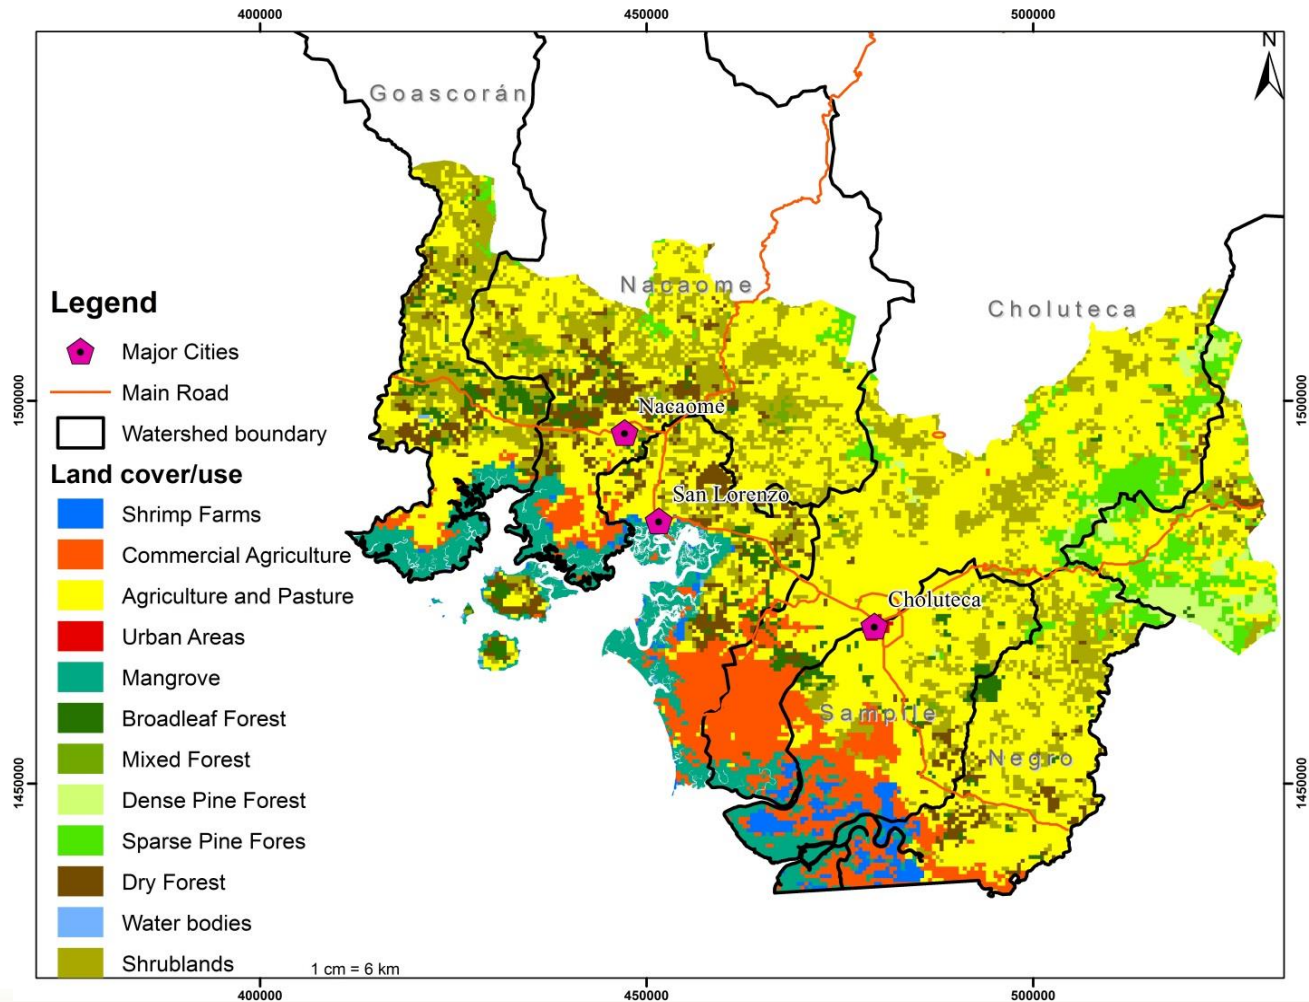 400000
450000
500000
N
Goascorán
Nacaome
Choluteca
Legend
Major Cities
Main Road
1500000
1500000
Nacaome
Watershed boundary
Land cover/use
San Lorenzo
Shrimp Farms
Commercial Agriculture
Agriculture and Pasture
Choluteca
Urban Areas
Mangrove
Broadleaf Forest
Sampile
Mixed Forest
Negro
1450000
1450000
Dense Pine Forest
Sparse Pine Fores
Dry Forest
Water bodies
Shrublands
1 cm = 6 km
400000
450000
500000